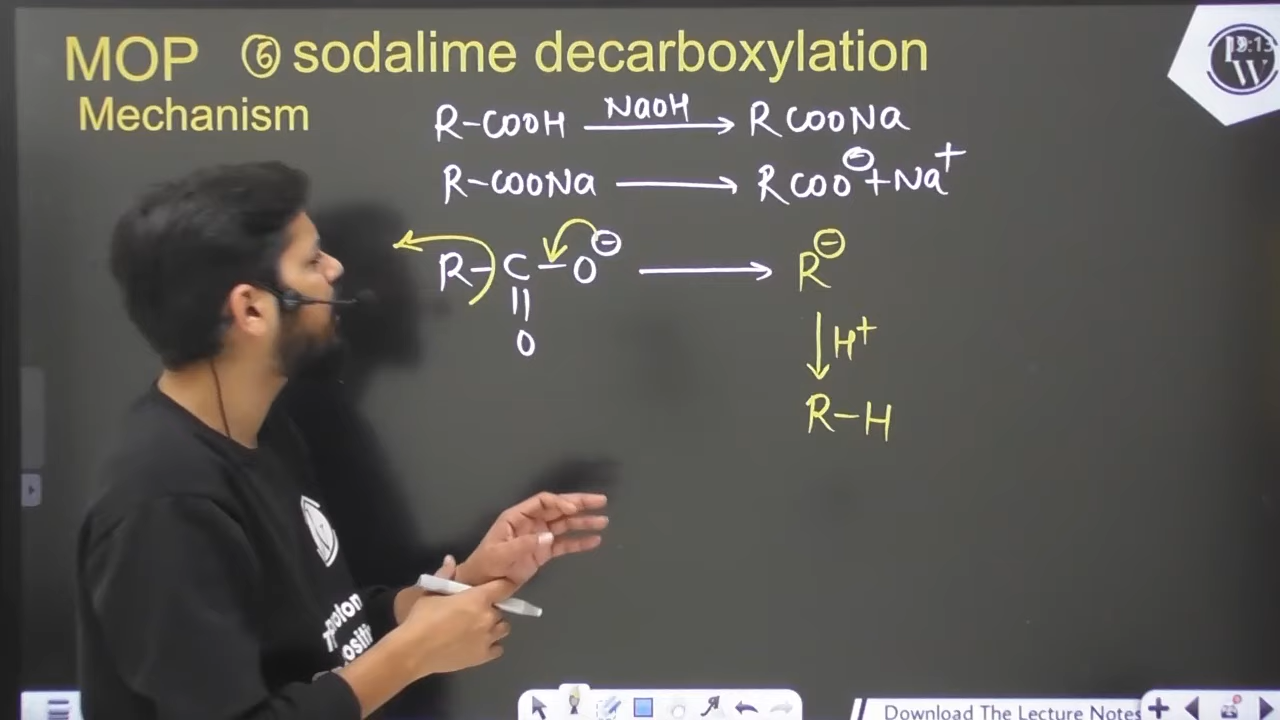 MOP ⑥ sodalime decarboxylation
Mechanism
R-COOH NaOH → RCOONa
R-COONa → RCOO⊖ + Na+
R-C-O⊖ → R⊖
||
O
↓ H+
R-H
Download The Lecture Notes